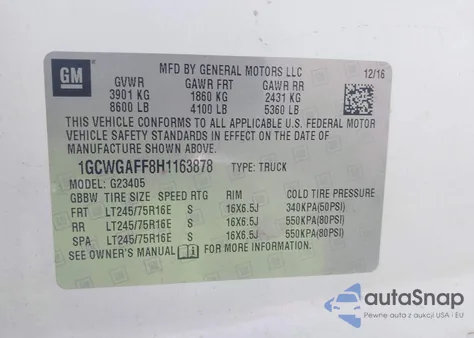 GM
MFD BY GENERAL MOTORS LLC 12/16
GVWR GAWR FRT GAWR RR
3901 KG 1860 KG 2431 KG
8600 LB 4100 LB 5360 LB
THIS VEHICLE CONFORMS TO ALL APPLICABLE U.S. FEDERAL MOTOR
VEHICLE SAFETY STANDARDS IN EFFECT ON THE DATE OF
MANUFACTURE SHOWN ABOVE.
1GCWGAFF8H1163878 TYPE: TRUCK
MODEL: G23405
GBBW TIRE SIZE SPEED RTG RIM COLD TIRE PRESSURE
FRT LT245/75R16E S 16X6.5J 340KPA(50PSI)
RR LT245/75R16E S 16X6.5J 550KPA(80PSI)
SPA LT245/75R16E S 16X6.5J 550KPA(80PSI)
SEE OWNER'S MANUAL FOR MORE INFORMATION
autoSnap
Pewne auta z aukcji USA i EU